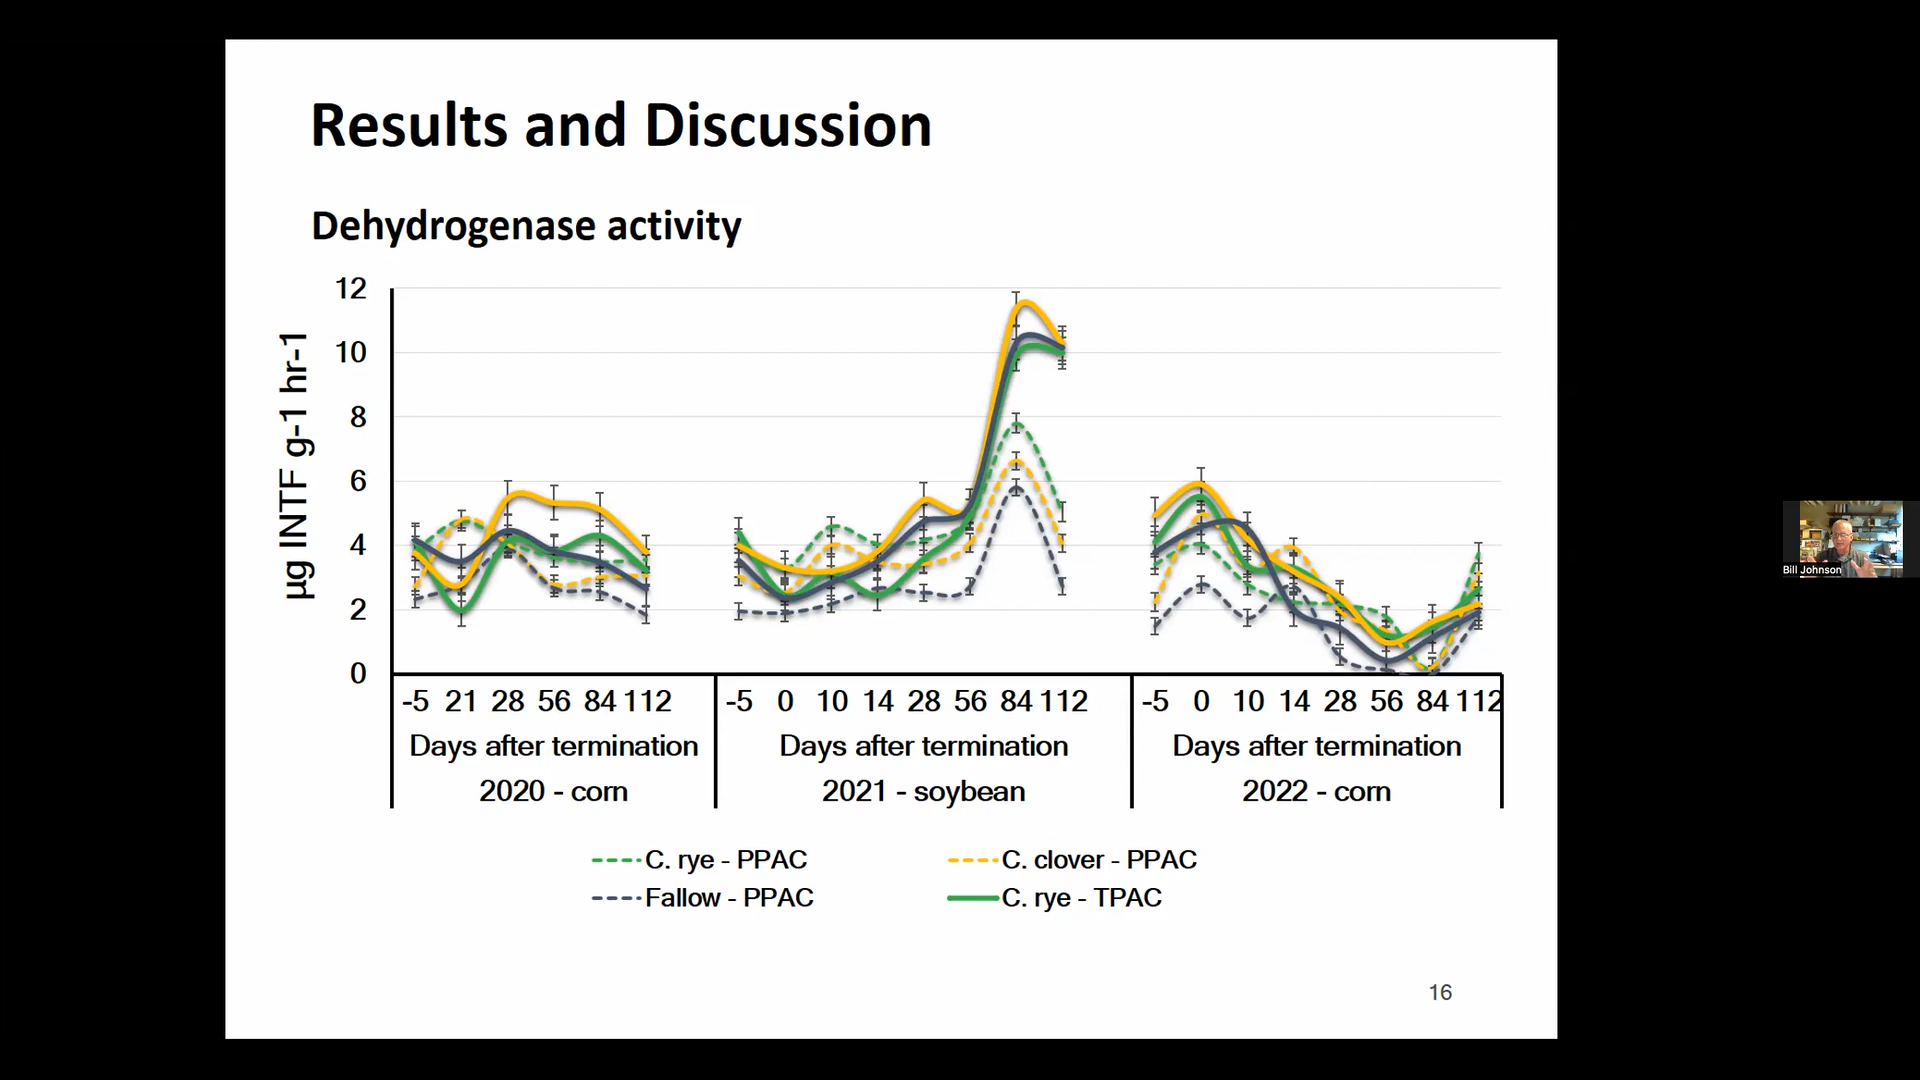 Results and Discussion
Dehydrogenase activity
µg INTF g-1 hr-1
12
10
8
6
4
2
0
-5 21 28 56 84 112 -5 0 10 14 28 56 84 112 -5 0 10 14 28 56 84 112
Days after termination Days after termination Days after termination
2020 - corn 2021 - soybean 2022 - corn
C. rye - PPAC C. clover - PPAC
Fallow - PPAC C. rye - TPAC
16
Bill Johnson